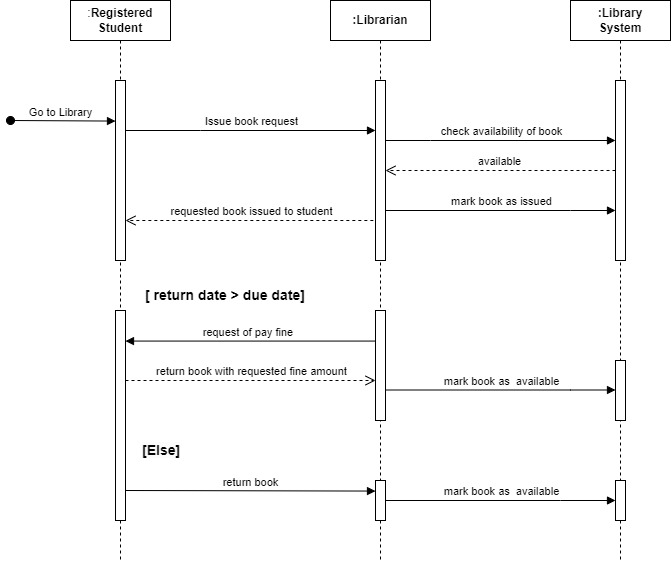 :Registered
Student
:Librarian
:Library
System
Go to Library
Issue book request
check availability of book
available
requested book issued to student
mark book as issued
[ return date > due date]
request of pay fine
return book with requested fine amount
mark book as  available
[Else]
return book
mark book as  available